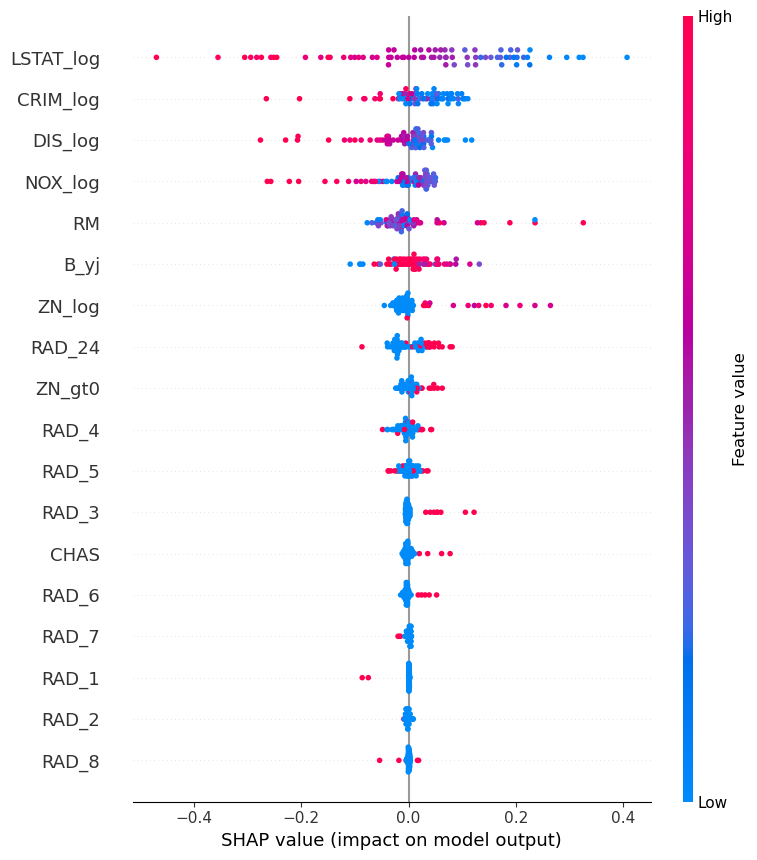 High
LSTAT_log
CRIM_log
DIS_log
NOX_log
RM
B_yj
ZN_log
RAD_24
ZN_gt0
RAD_4
RAD_5
RAD_3
CHAS
RAD_6
RAD_7
RAD_1
RAD_2
RAD_8
Feature value
Low
−0.4 −0.2 0.0 0.2 0.4
SHAP value (impact on model output)